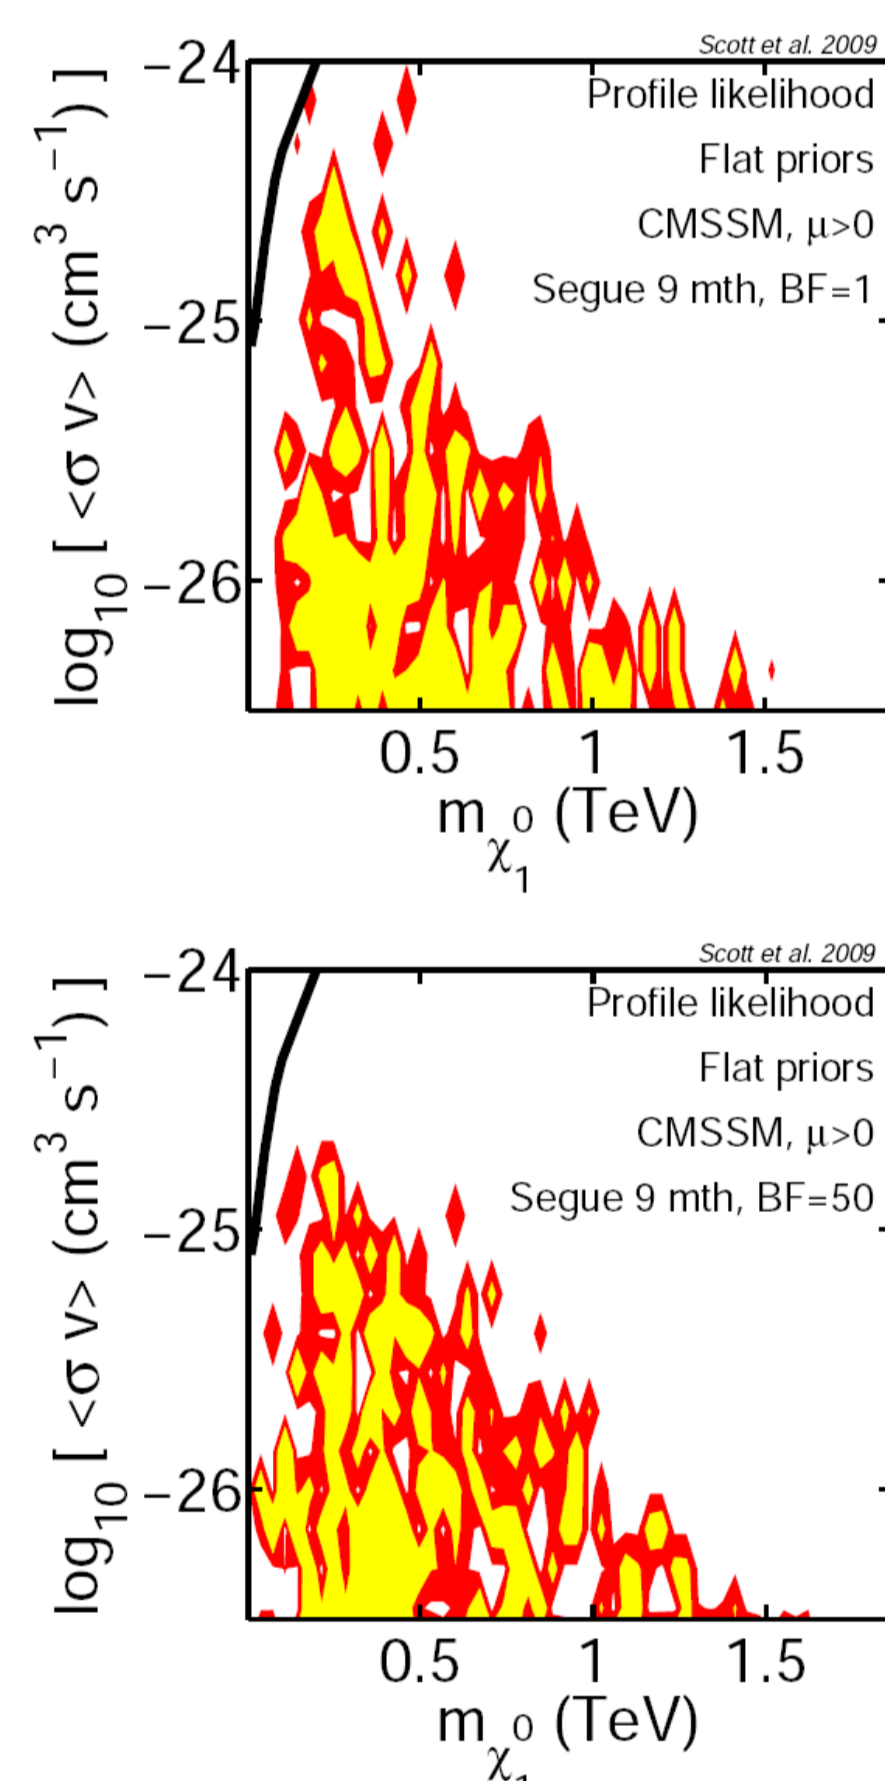 Scott et al. 2009
−24
Profile likelihood
Flat priors
CMSSM, μ>0
Segue 9 mth, BF=1
−25
−26
log10 [ <σ v> (cm3 s−1) ]
0.5 1 1.5
mχ01 (TeV)
Scott et al. 2009
−24
Profile likelihood
Flat priors
CMSSM, μ>0
Segue 9 mth, BF=50
−25
−26
log10 [ <σ v> (cm3 s−1) ]
0.5 1 1.5
mχ01 (TeV)